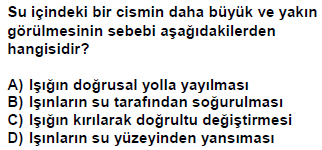 Su içindeki bir cismin daha büyük ve yakın
görülmesinin sebebi aşağıdakilerden
hangisidir?
A) Işığın doğrusal yolla yayılması
B) Işınların su tarafından soğurulması
C) Işığın kırılarak doğrultu değiştirmesi
D) Işınların su yüzeyinden yansıması